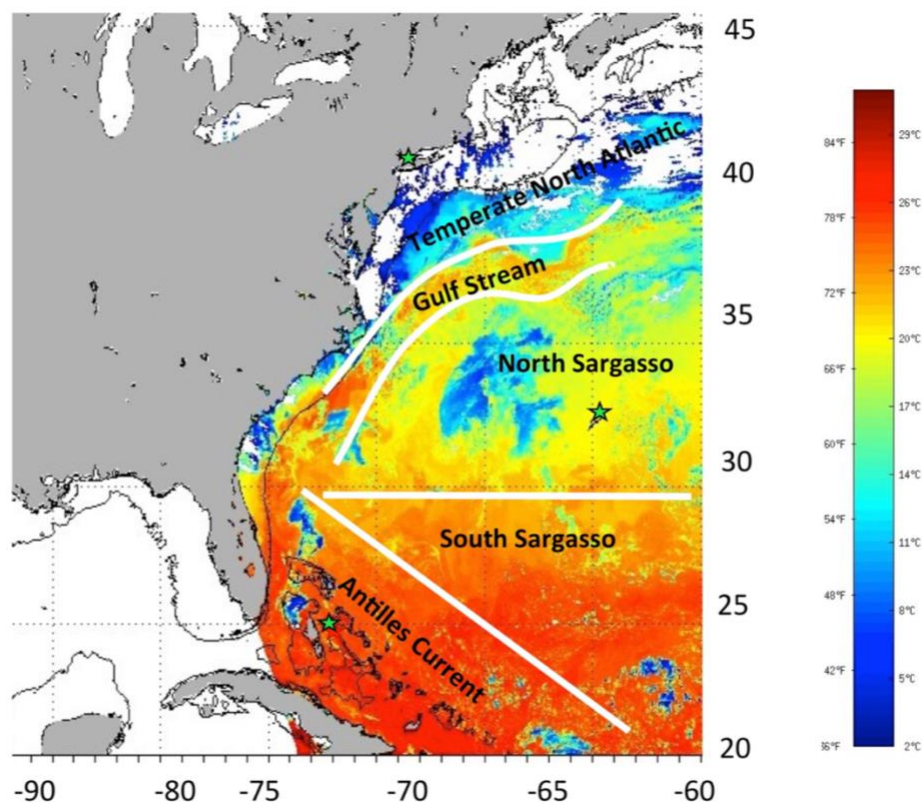 45
40
35
30
25
20
-90
-85
-80
-75
-70
-65
-60
Temperate North Atlantic
Gulf Stream
North Sargasso
South Sargasso
Antilles Current
84°F
78°F
72°F
66°F
60°F
54°F
48°F
42°F
36°F
29°C
26°C
23°C
20°C
17°C
14°C
11°C
8°C
5°C
2°C